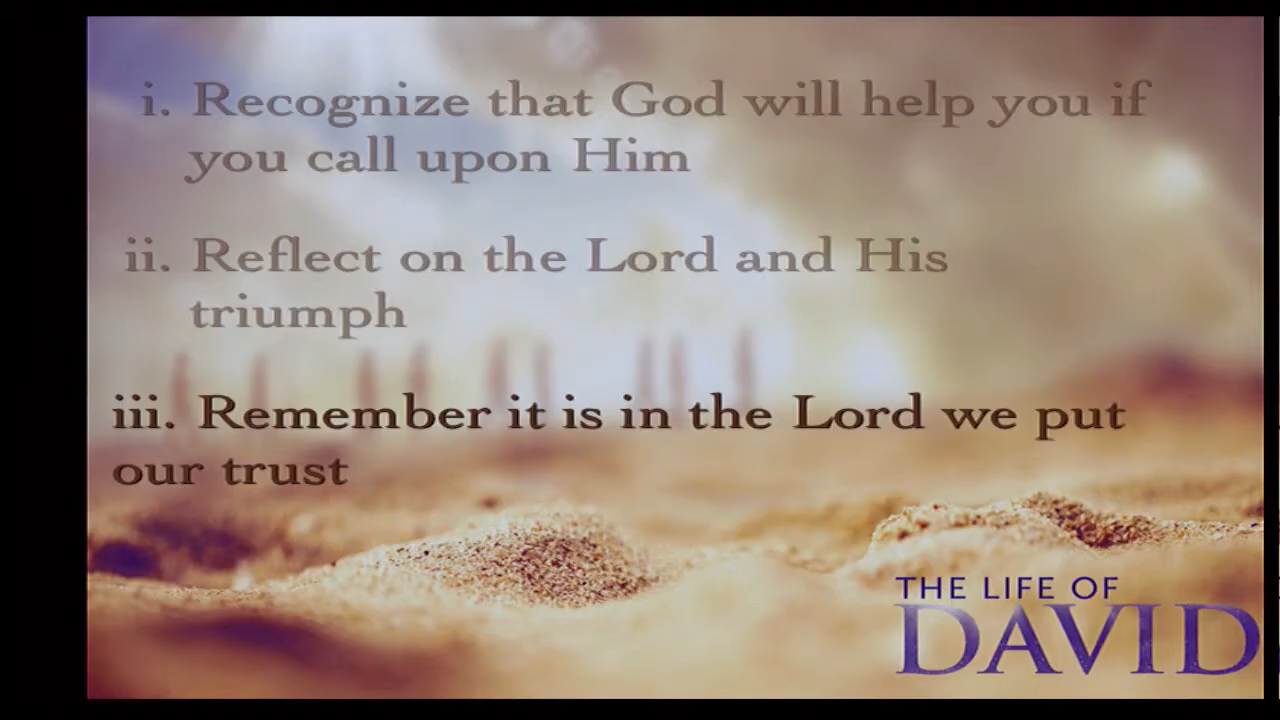 i. Recognize that God will help you if
you call upon Him
ii. Reflect on the Lord and His
triumph
iii. Remember it is in the Lord we put
our trust
THE LIFE OF
DAVID